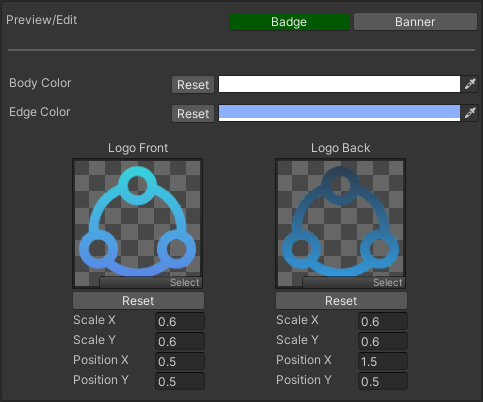 Preview/Edit Badge Banner
Body Color Reset
Edge Color Reset
Logo Front Logo Back
Select Select
Reset Reset
Scale X 0.6 Scale X 0.6
Scale Y 0.6 Scale Y 0.6
Position X 0.5 Position X 1.5
Position Y 0.5 Position Y 0.5